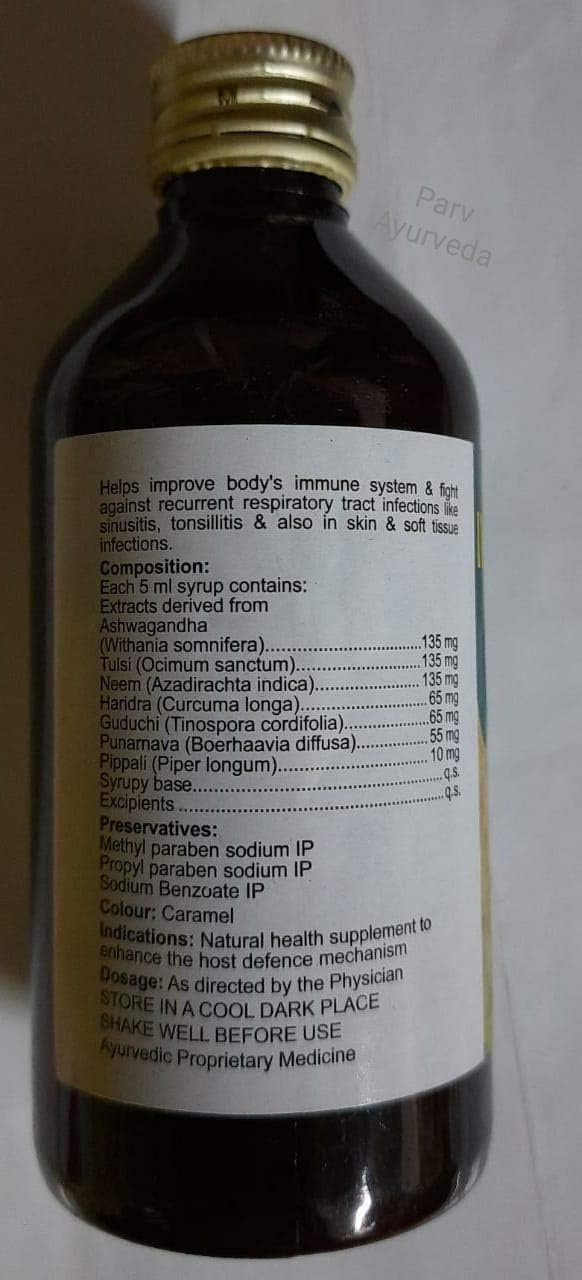 Parv
Ayurveda
Helps improve body's immune system & fight
against recurrent respiratory tract infections like
sinusitis, tonsillitis & also in skin & soft tissue
infections.
Composition:
Each 5 ml syrup contains:
Extracts derived from
Ashwagandha
(Withania somnifera)..................................135 mg
Tulsi (Ocimum sanctum)............................135 mg
Neem (Azadirachta indica).......................135 mg
Haridra (Curcuma longa)............................65 mg
Guduchi (Tinospora cordifolia)...................65 mg
Punarnava (Boerhaavia diffusa)................55 mg
Pippali (Piper longum)................................10 mg
Syrupy base.....................................................q.s.
Excipients........................................................q.s.
Preservatives:
Methyl paraben sodium IP
Propyl paraben sodium IP
Sodium Benzoate IP
Colour: Caramel
Indications: Natural health supplement to
enhance the host defence mechanism
Dosage: As directed by the Physician
STORE IN A COOL DARK PLACE
SHAKE WELL BEFORE USE
Ayurvedic Proprietary Medicine